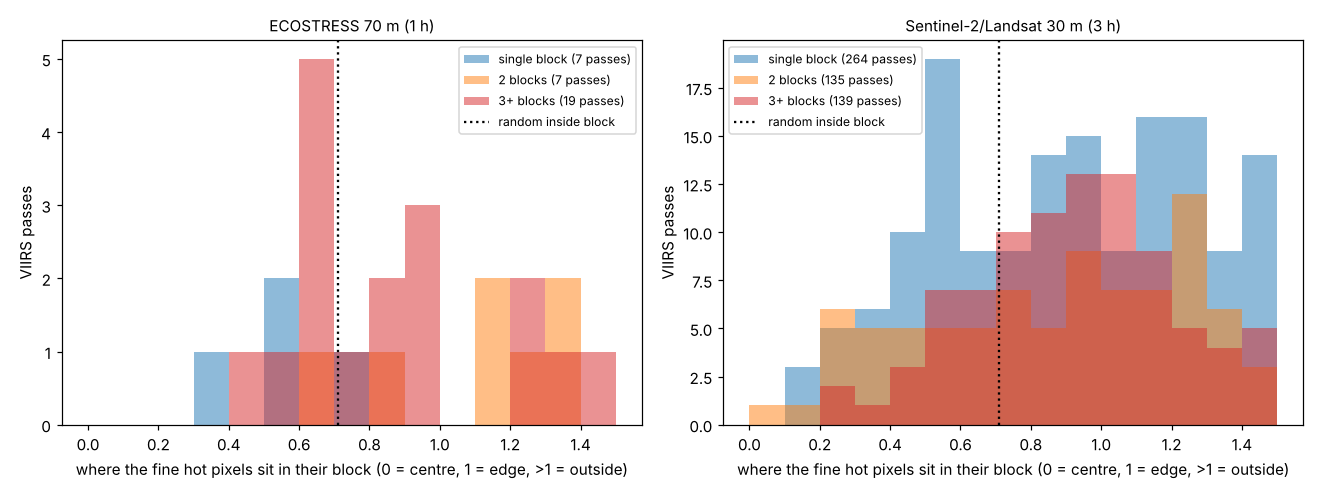 ECOSTRESS 70 m (1 h)
single block (7 passes)
2 blocks (7 passes)
3+ blocks (19 passes)
random inside block
VIIRS passes
5
4
3
2
1
0
0.0 0.2 0.4 0.6 0.8 1.0 1.2 1.4
where the fine hot pixels sit in their block (0 = centre, 1 = edge, >1 = outside)
Sentinel-2/Landsat 30 m (3 h)
single block (264 passes)
2 blocks (135 passes)
3+ blocks (139 passes)
random inside block
VIIRS passes
17.5
15.0
12.5
10.0
7.5
5.0
2.5
0.0
0.0 0.2 0.4 0.6 0.8 1.0 1.2 1.4
where the fine hot pixels sit in their block (0 = centre, 1 = edge, >1 = outside)